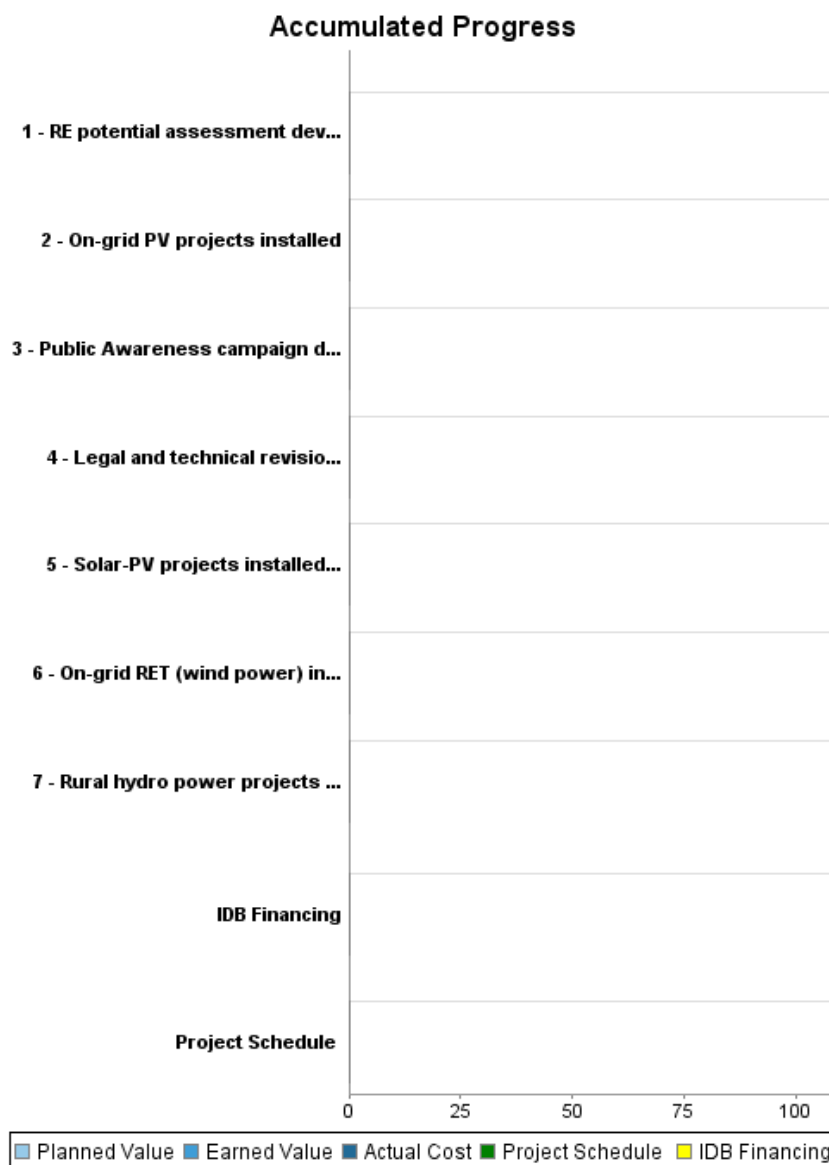 Accumulated Progress
1 - RE potential assessment dev...
2 - On-grid PV projects installed
3 - Public Awareness campaign d...
4 - Legal and technical revisio...
5 - Solar-PV projects installed...
6 - On-grid RET (wind power) in...
7 - Rural hydro power projects ...
IDB Financing
Project Schedule
0 25 50 75 100
Planned Value Earned Value Actual Cost Project Schedule IDB Financing